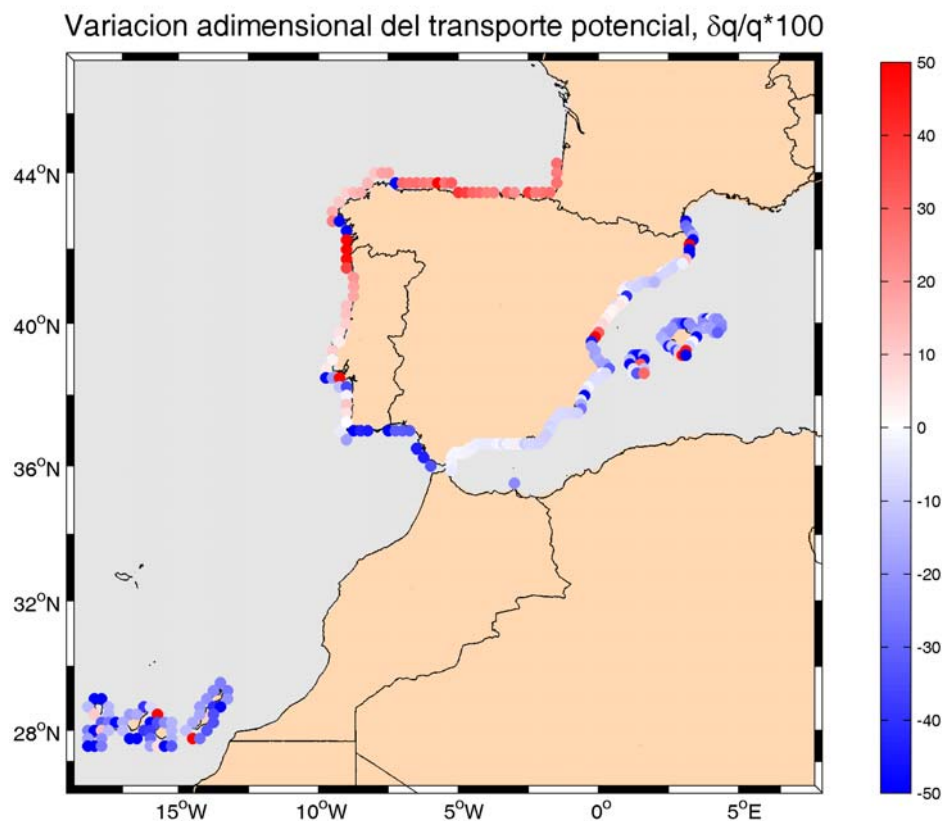 Variacion adimensional del transporte potencial, δq/q*100
44°N
40°N
36°N
32°N
28°N
15°W 10°W 5°W 0° 5°E
50
40
30
20
10
0
-10
-20
-30
-40
-50